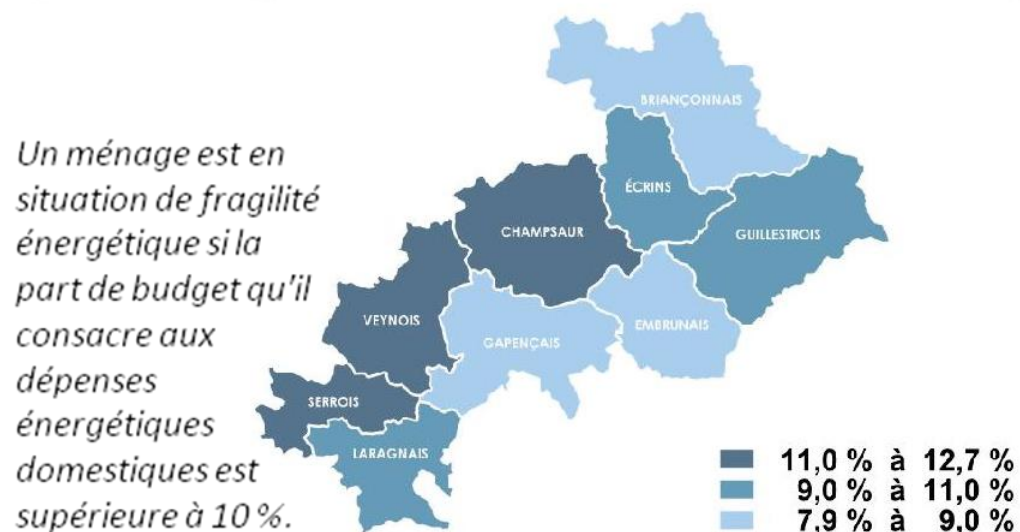 Un ménage est en
situation de fragilité
énergétique si la
part de budget qu'il
consacre aux
dépenses
énergétiques
domestiques est
supérieure à 10 %.
BRIANÇONNAIS
ÉCRINS
CHAMPSAUR
GUILLESTROIS
VEYNOIS
GAPENÇAIS
EMBRUNAIS
SERROIS
LARAGNAIS
11,0 % à 12,7 %
9,0 % à 11,0 %
7,9 % à 9,0 %